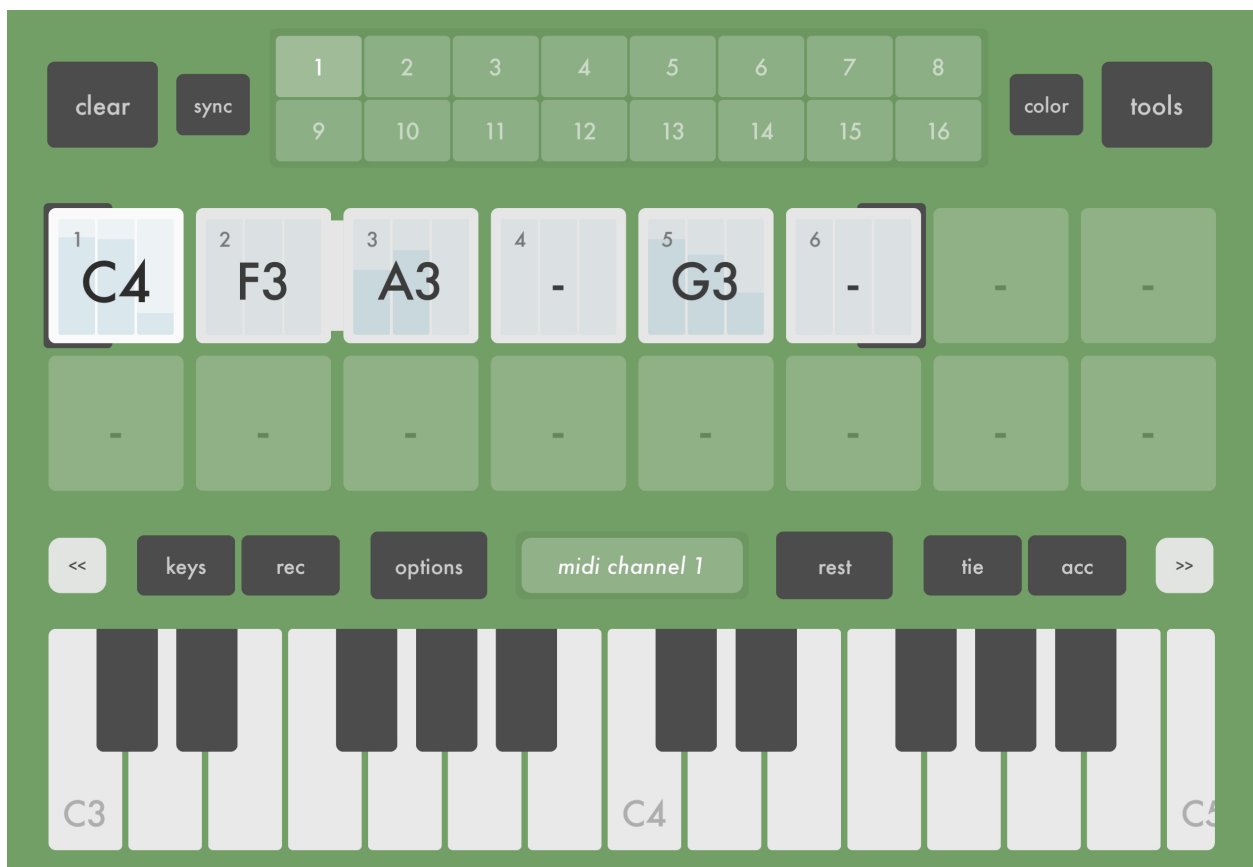 clear sync 1 2 3 4 5 6 7 8 color tools
9 10 11 12 13 14 15 16
1 2 3 4 5 6
C4 F3 A3 - G3 - - -
- - - - - - - -
<< keys rec options midi channel 1 rest tie acc >>
C3 C4 C5